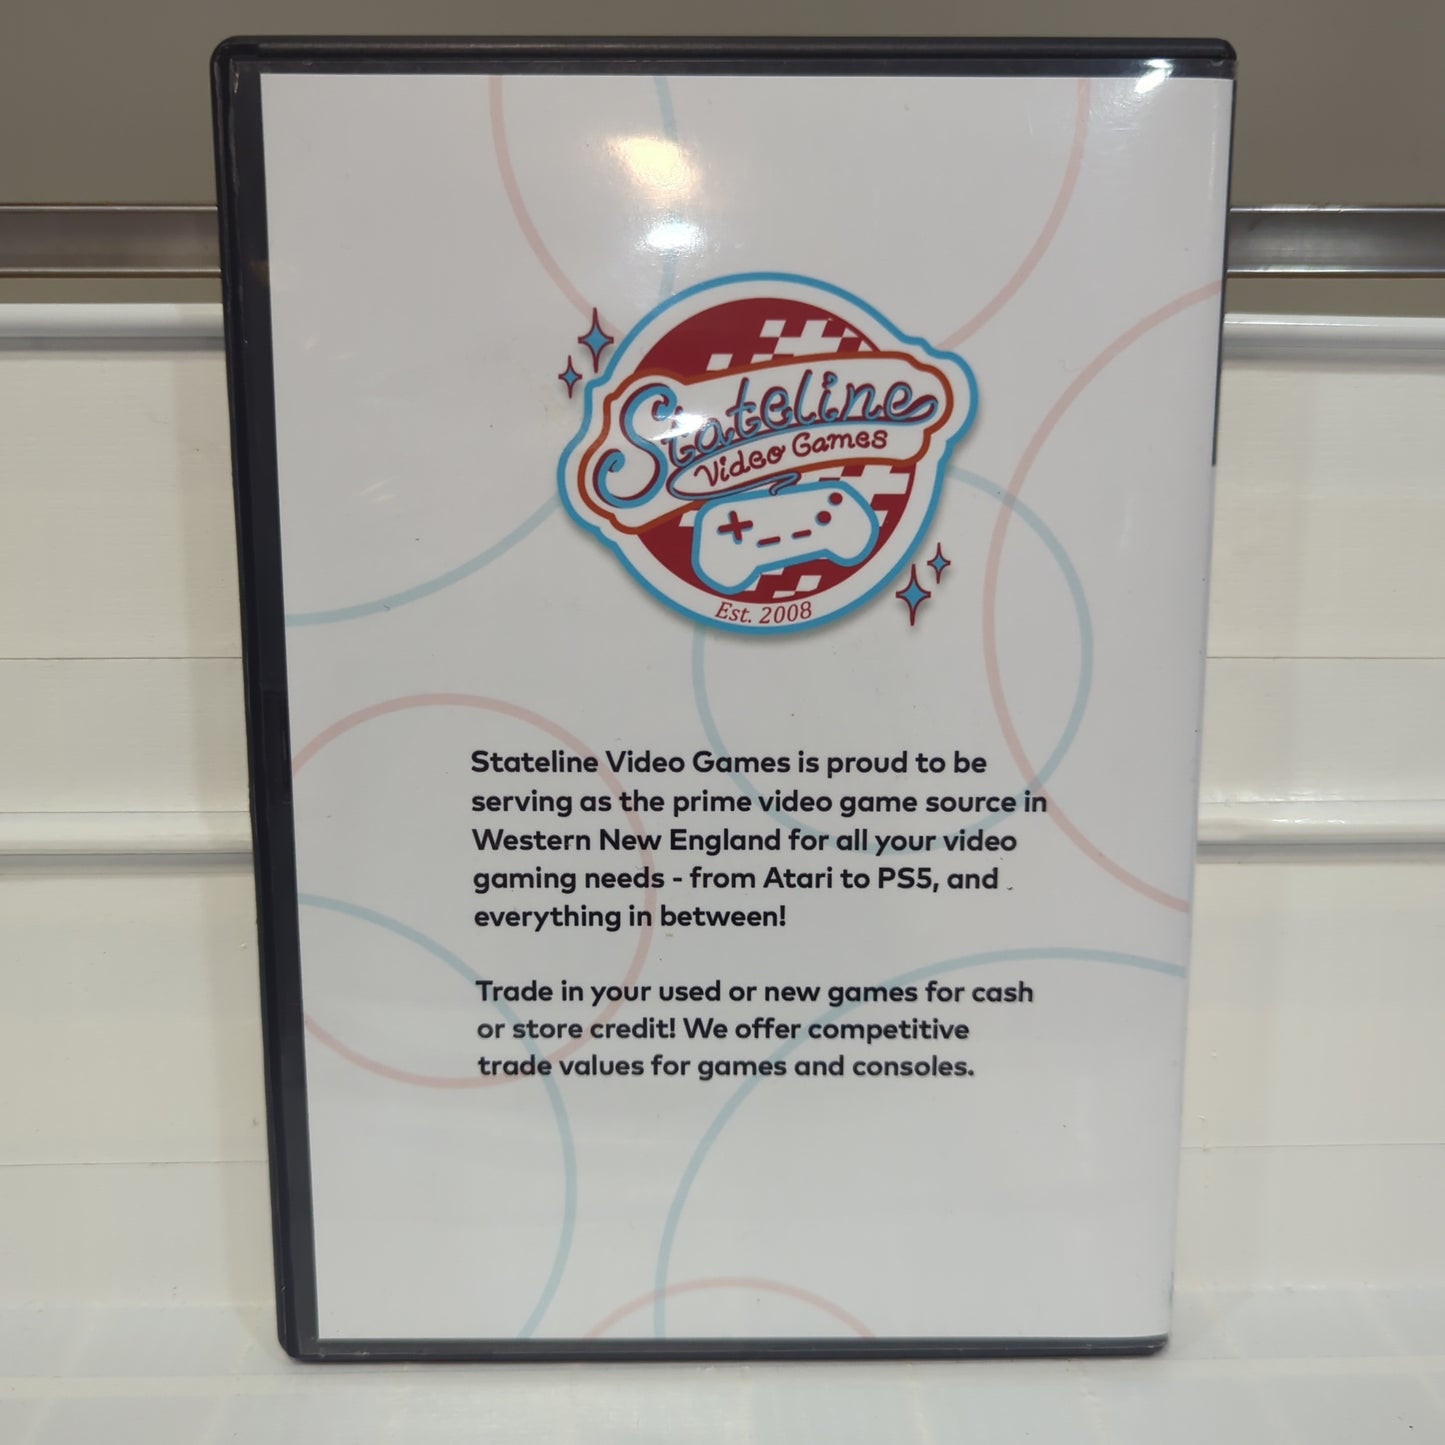 Stateline
Video Games
Est. 2008
Stateline Video Games is proud to be
serving as the prime video game source in
Western New England for all your video
gaming needs - from Atari to PS5, and
everything in between!
Trade in your used or new games for cash
or store credit! We offer competitive
trade values for games and consoles.